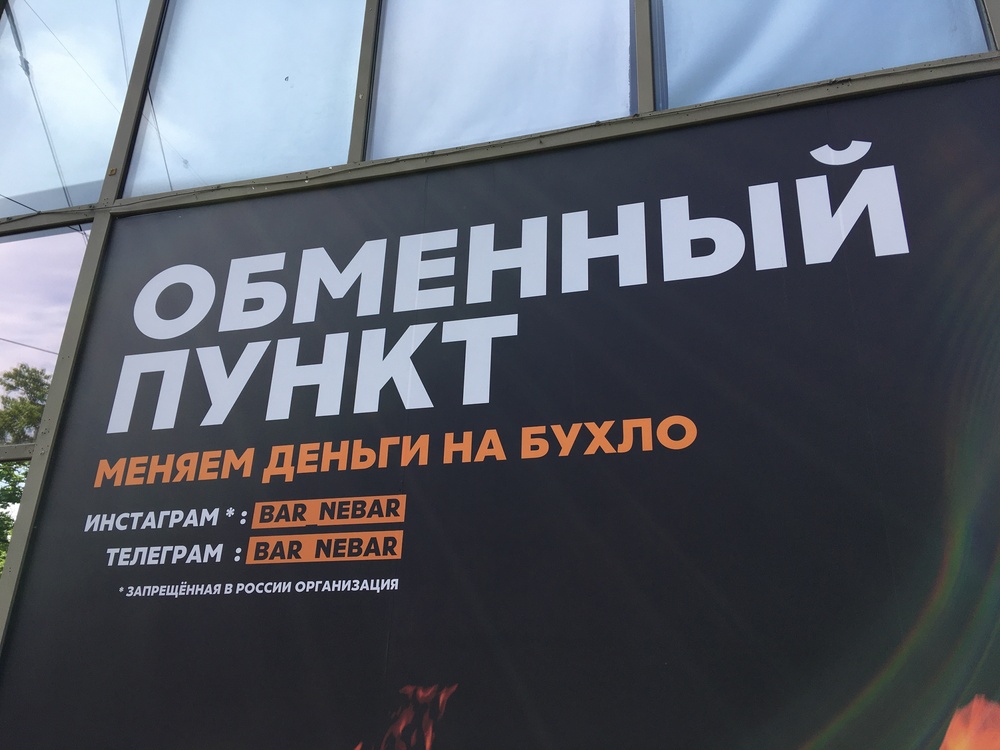 ОБМЕННЫЙ
ПУНКТ
МЕНЯЕМ ДЕНЬГИ НА БУХЛО
ИНСТАГРАМ * : BAR_NEBAR
ТЕЛЕГРАМ : BAR_NEBAR
* ЗАПРЕЩЁННАЯ В РОССИИ ОРГАНИЗАЦИЯ